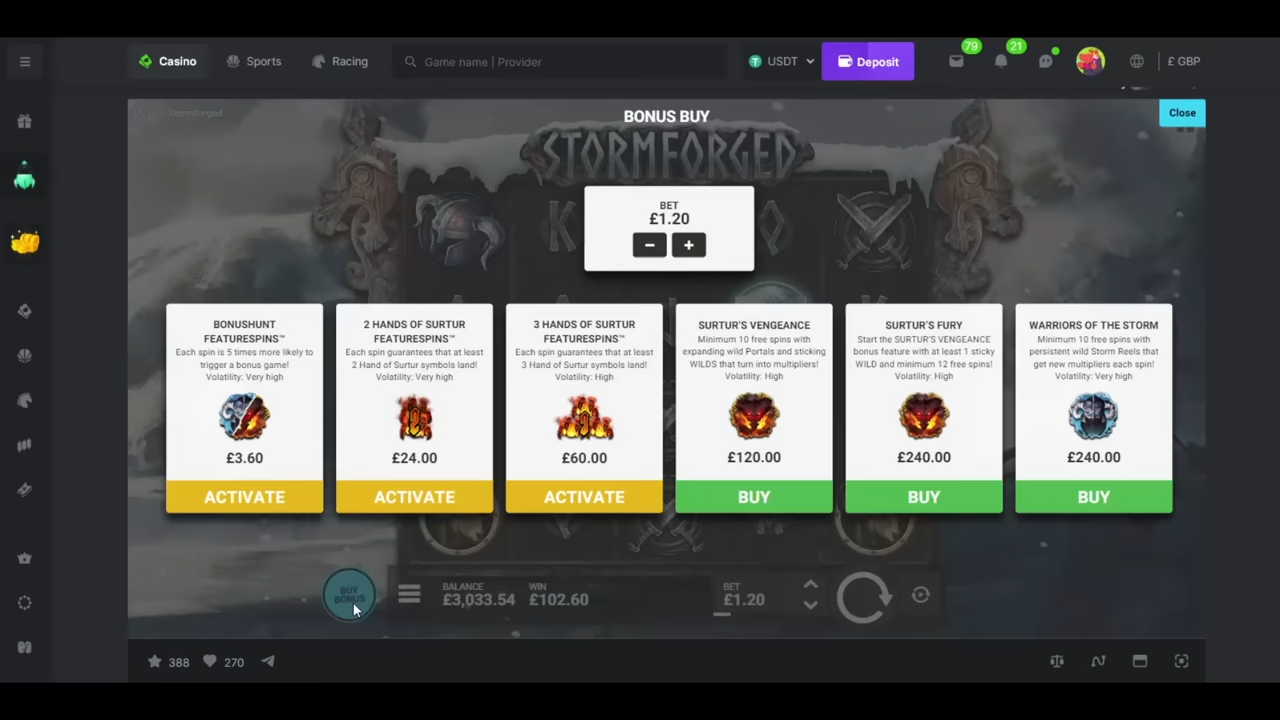 Casino
Sports
Racing
Game name | Provider
USDT
Deposit
79
21
£ GBP
Stormforged
BONUS BUY
Close
STORMFORGED
BET
£1.20
−
+
BONUSHUNT
FEATURESPINS™
Each spin is 5 times more likely to
trigger a bonus game!
Volatility: Very high
£3.60
ACTIVATE
2 HANDS OF SURTUR
FEATURESPINS™
Each spin guarantees that at least
2 Hand of Surtur symbols land!
Volatility: Very high
2
£24.00
ACTIVATE
3 HANDS OF SURTUR
FEATURESPINS™
Each spin guarantees that at least
3 Hand of Surtur symbols land!
Volatility: High
£60.00
ACTIVATE
SURTUR'S VENGEANCE
Minimum 10 free spins with
expanding wild Portals and sticking
WILDS that turn into multipliers!
Volatility: High
£120.00
BUY
SURTUR'S FURY
Start the SURTUR'S VENGEANCE
bonus feature with at least 1 sticky
WILD and minimum 12 free spins!
Volatility: High
£240.00
BUY
WARRIORS OF THE STORM
Minimum 10 free spins with
persistent wild Storm Reels that
get new multipliers each spin!
Volatility: Very high
£240.00
BUY
BUY
BONUS
BALANCE
£3,033.54
WIN
£102.60
BET
£1.20
388
270